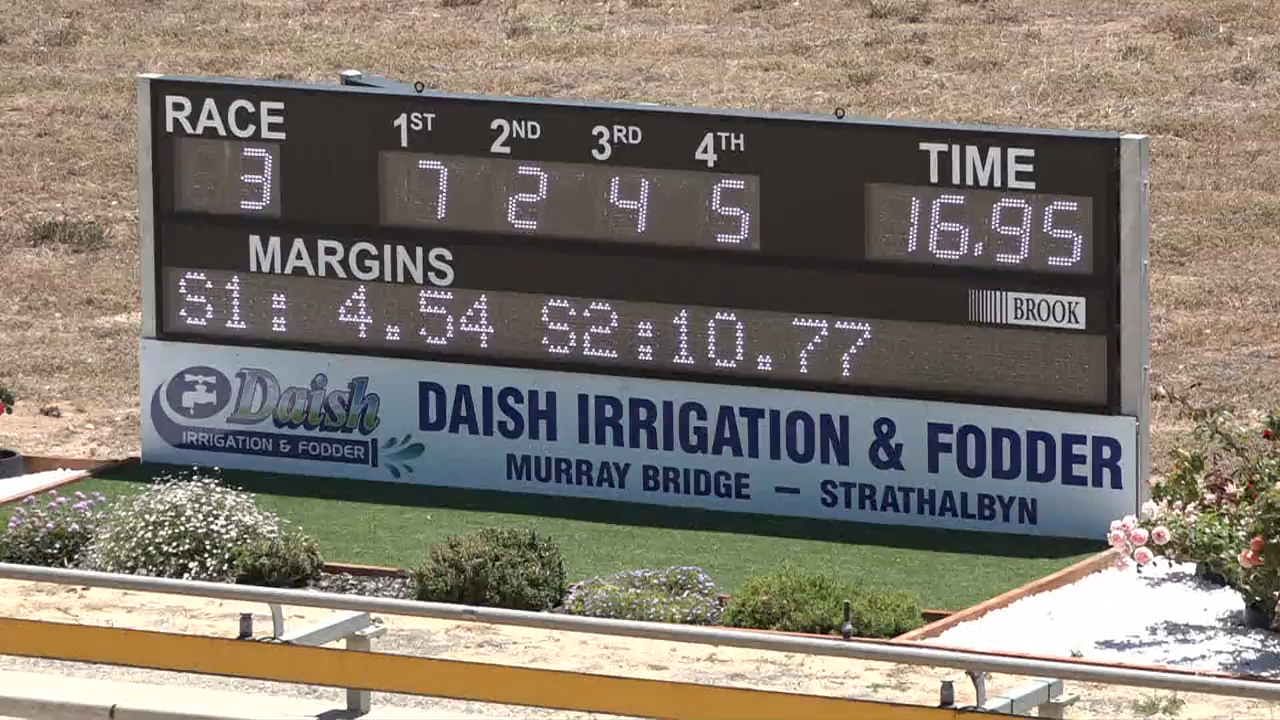 RACE 1ST 2ND 3RD 4TH TIME
3 7 2 4 5 16.95
MARGINS
BROOK
S1: 4.54 S2:10.77
Daish
IRRIGATION & FODDER
DAISH IRRIGATION & FODDER
MURRAY BRIDGE – STRATHALBYN